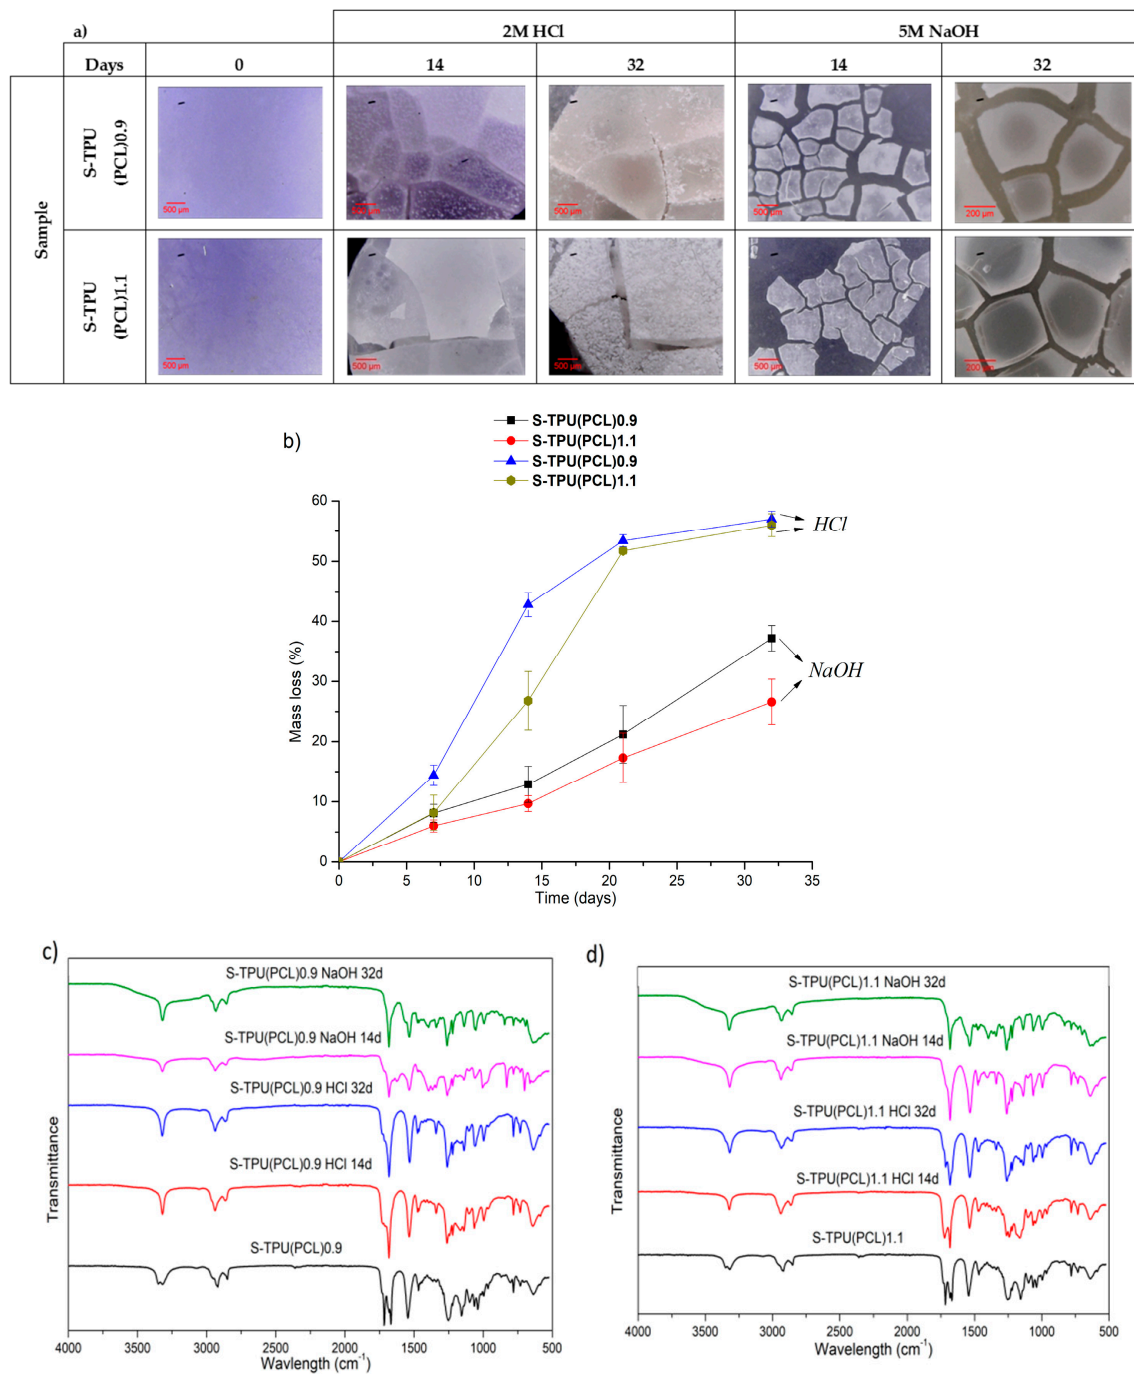 a)
2M HCl 5M NaOH
Days 0 14 32 14 32
Sample
S-TPU
(PCL)0.9
500 µm 500 µm 500 µm 200 µm
S-TPU
(PCL)1.1
500 µm 500 µm 500 µm 500 µm 200 µm
b)
S-TPU(PCL)0.9
S-TPU(PCL)1.1
S-TPU(PCL)0.9
S-TPU(PCL)1.1
Mass loss (%)
60
50
40
30
20
10
0
HCl
NaOH
0 5 10 15 20 25 30 35
Time (days)
c)
S-TPU(PCL)0.9 NaOH 32d
S-TPU(PCL)0.9 NaOH 14d
S-TPU(PCL)0.9 HCl 32d
S-TPU(PCL)0.9 HCl 14d
S-TPU(PCL)0.9
Transmittance
4000 3500 3000 2500 2000 1500 1000 500
Wavlength (cm⁻¹)
d)
S-TPU(PCL)1.1 NaOH 32d
S-TPU(PCL)1.1 NaOH 14d
S-TPU(PCL)1.1 HCl 32d
S-TPU(PCL)1.1 HCl 14d
S-TPU(PCL)1.1
Transmittance
4000 3500 3000 2500 2000 1500 1000 500
Wavlength (cm⁻¹)